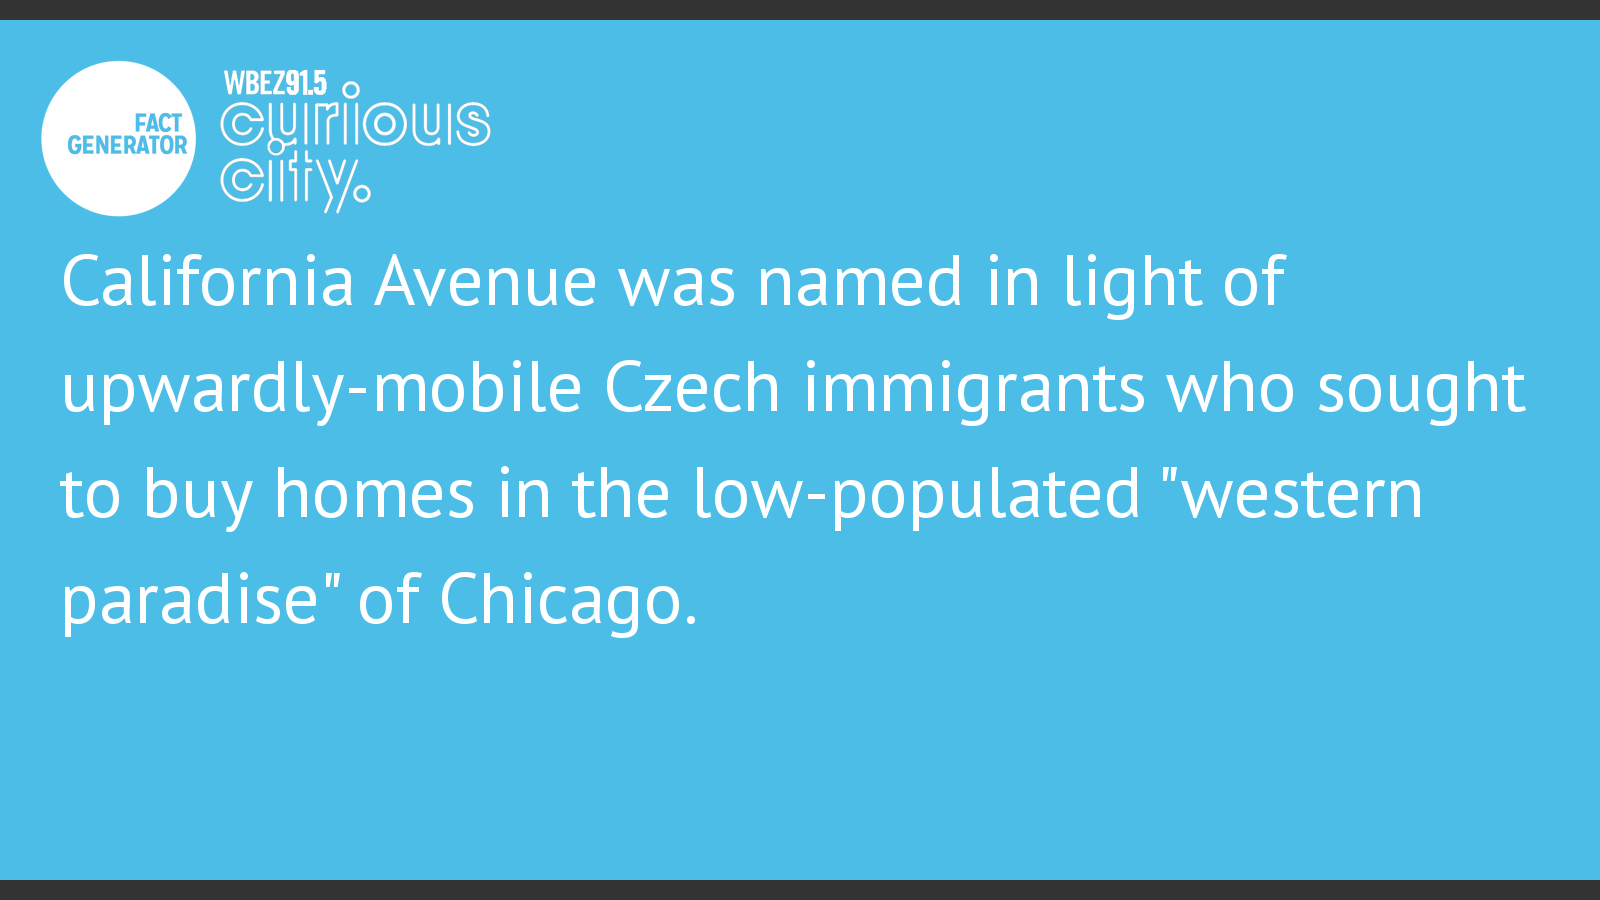 FACT
GENERATOR
WBEZ91.5
curious
city.
California Avenue was named in light of
upwardly-mobile Czech immigrants who sought
to buy homes in the low-populated "western
paradise" of Chicago.